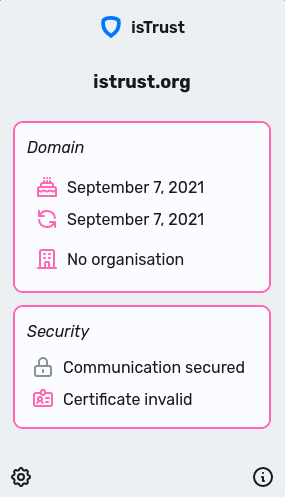 isTrust
istrust.org
Domain
September 7, 2021
September 7, 2021
No organisation
Security
Communication secured
Certificate invalid